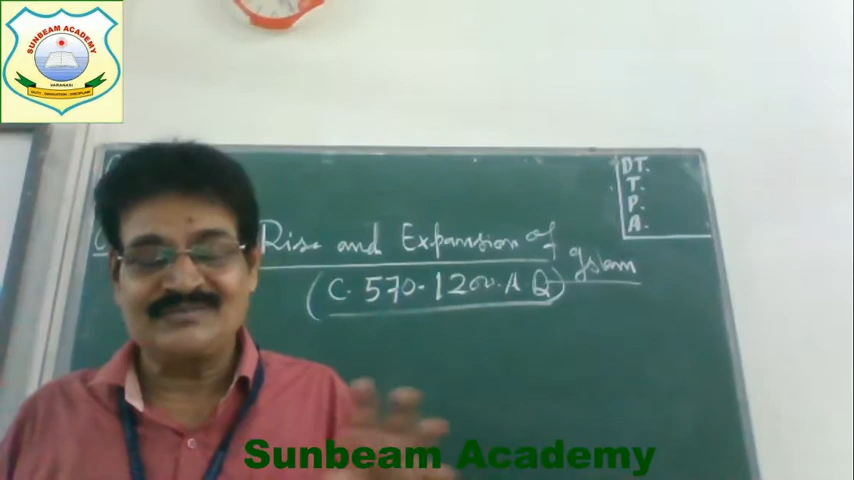 SUNBEAM ACADEMY
VARANASI
DT.
T.
P.
A.
Rise and Expansion of Islam
(C. 570-1200.A D)
Sunbeam Academy